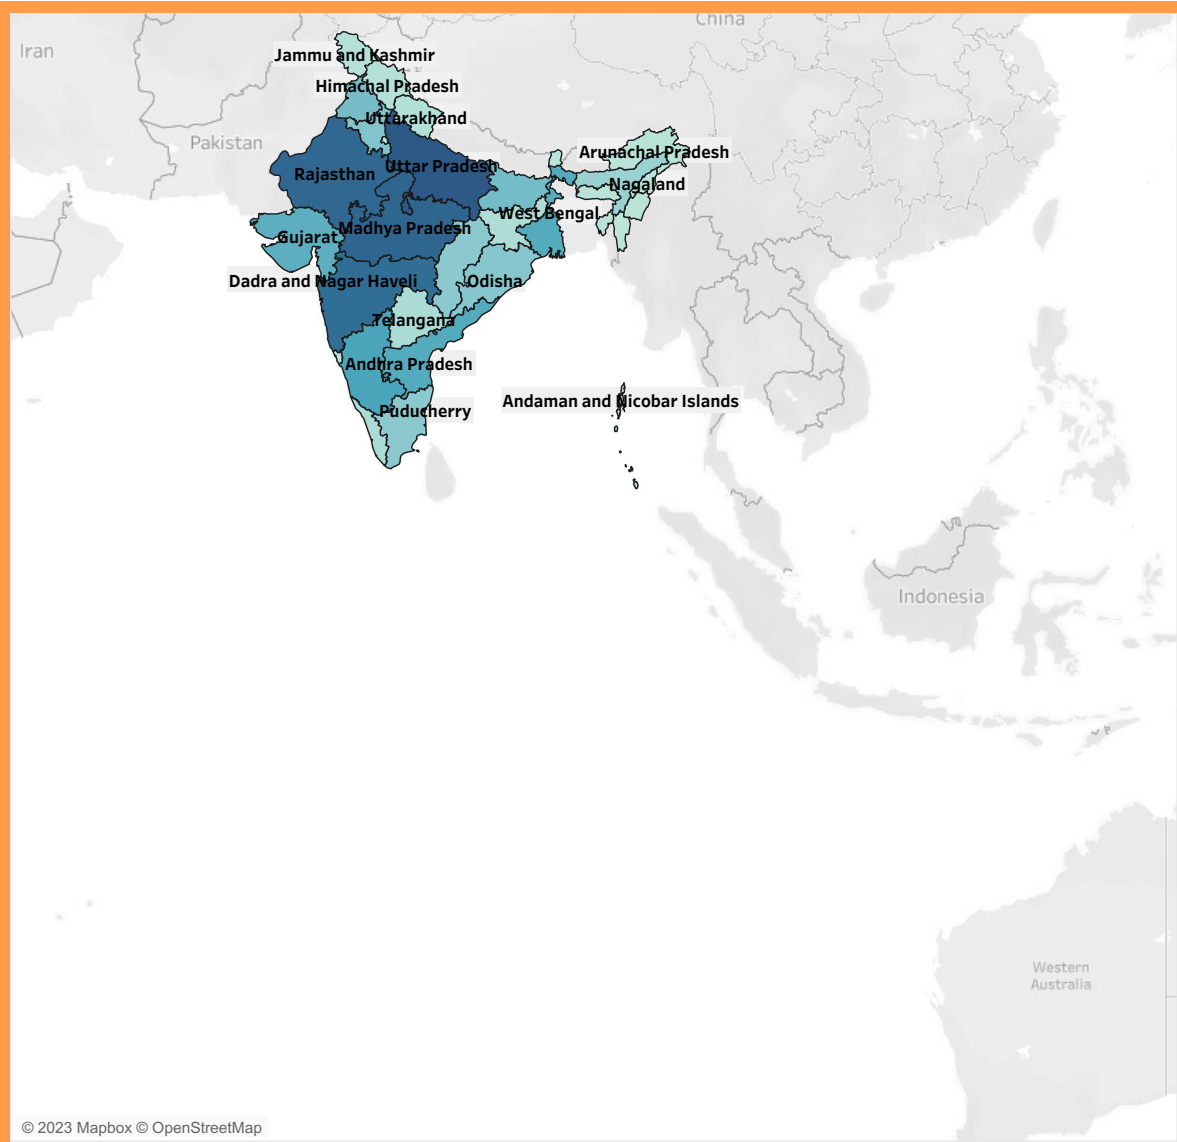 China
Iran
Jammu and Kashmir
Himachal Pradesh
Uttarakhand
Pakistan
Arunachal Pradesh
Uttar Pradesh
Rajasthan
Nagaland
West Bengal
Madhya Pradesh
Gujarat
Dadra and Nagar Haveli
Odisha
Telangana
Andhra Pradesh
Andaman and Nicobar Islands
Puducherry
Indonesia
Western
Australia
© 2023 Mapbox © OpenStreetMap